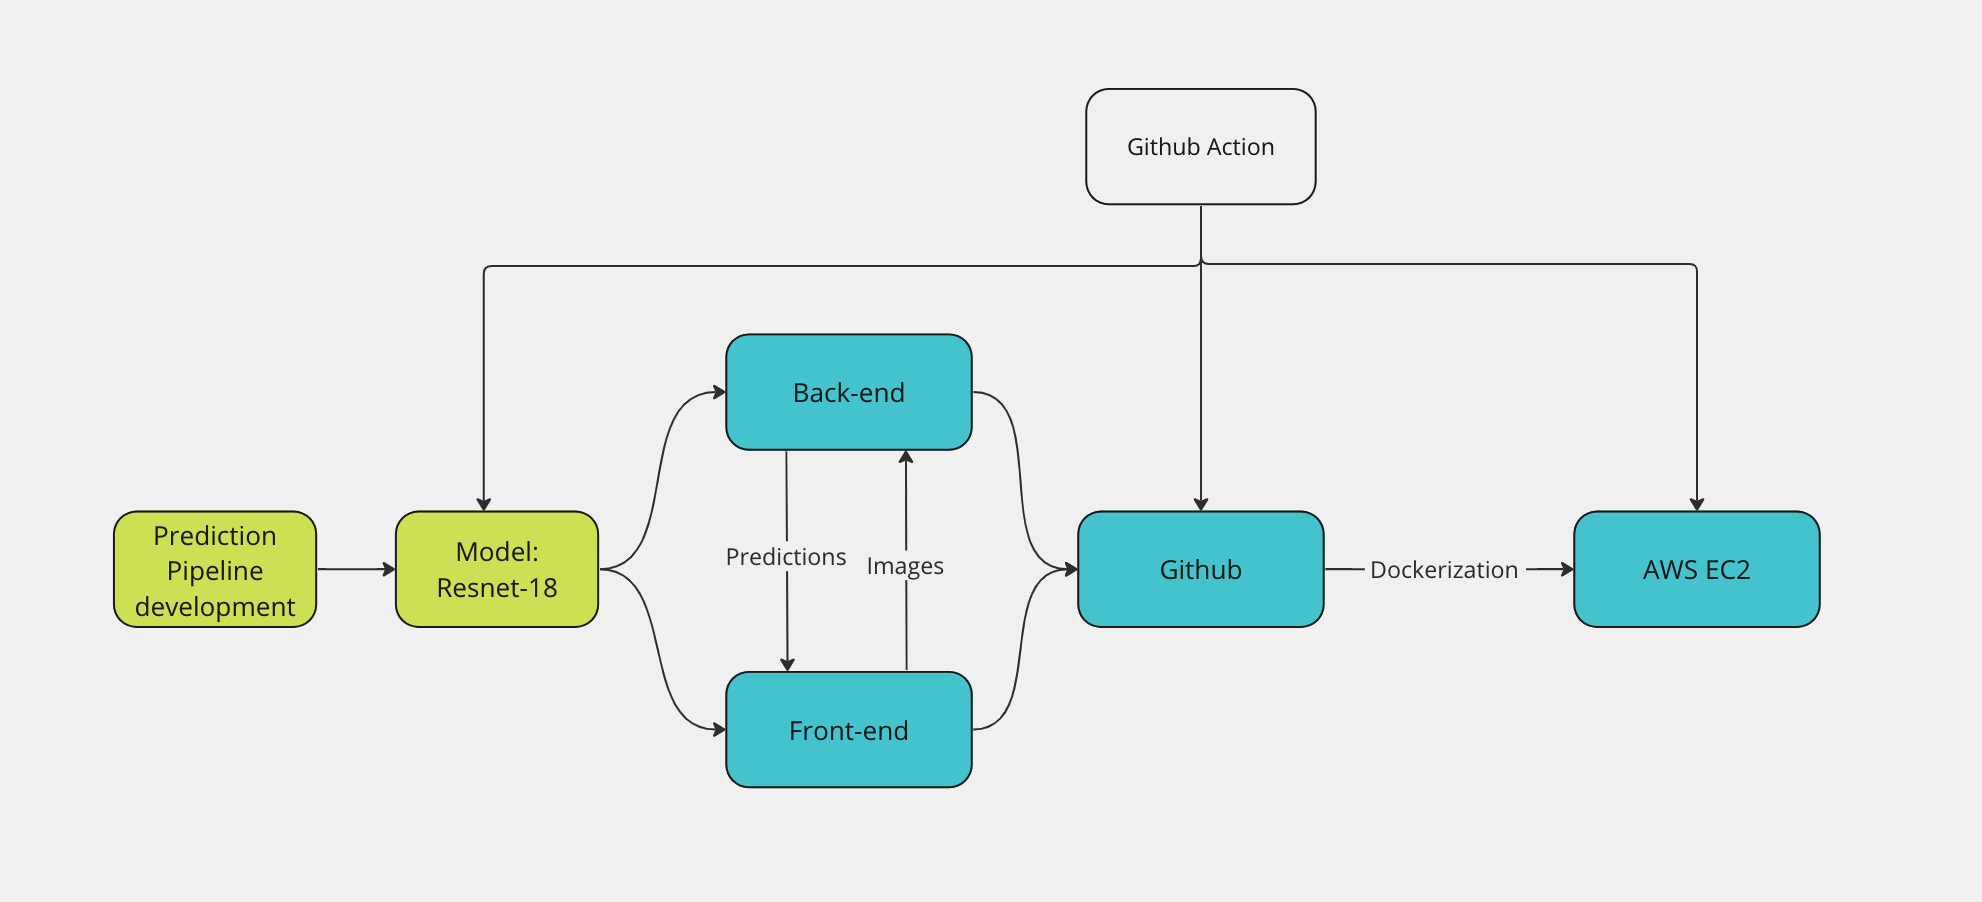 Github Action
Back-end
Prediction
Pipeline
development
Model:
Resnet-18
Predictions
Images
Github
Dockerization
AWS EC2
Front-end